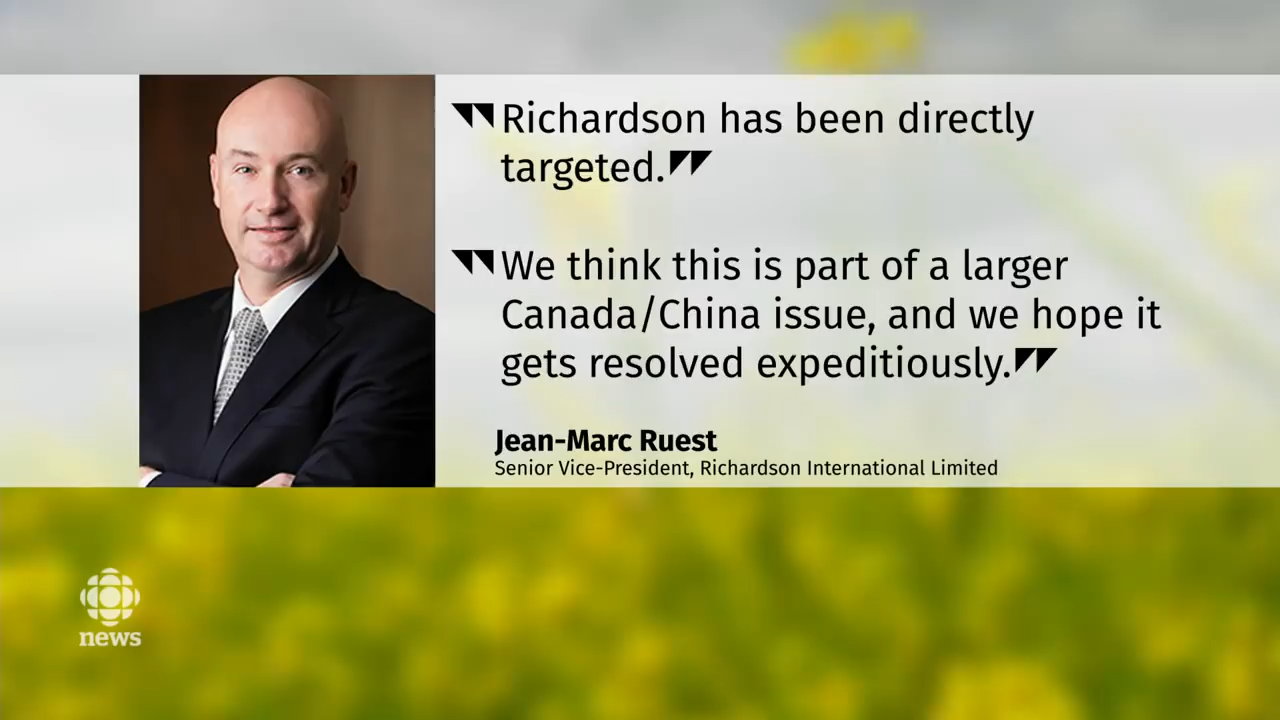 "Richardson has been directly
targeted."
"We think this is part of a larger
Canada/China issue, and we hope it
gets resolved expeditiously."
Jean-Marc Ruest
Senior Vice-President, Richardson International Limited
news